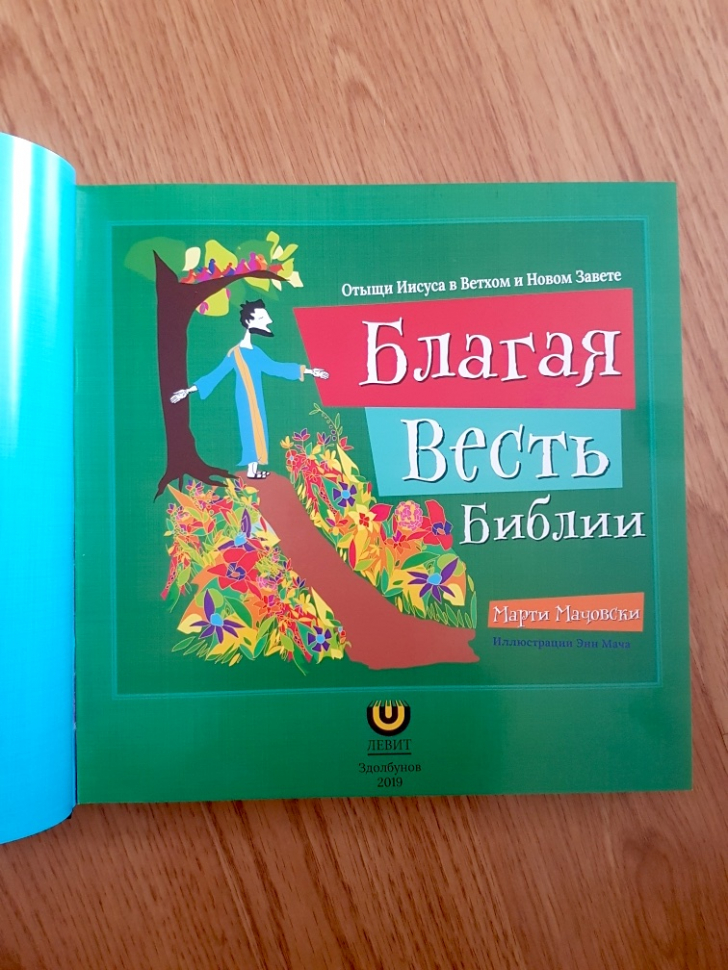 Отыщи Иисуса в Ветхом и Новом Завете
Благая
Весть
Библии
Марти Мачовски
Иллюстрации Эни Мача
ЛЕВИТ
Здолбунов
2019